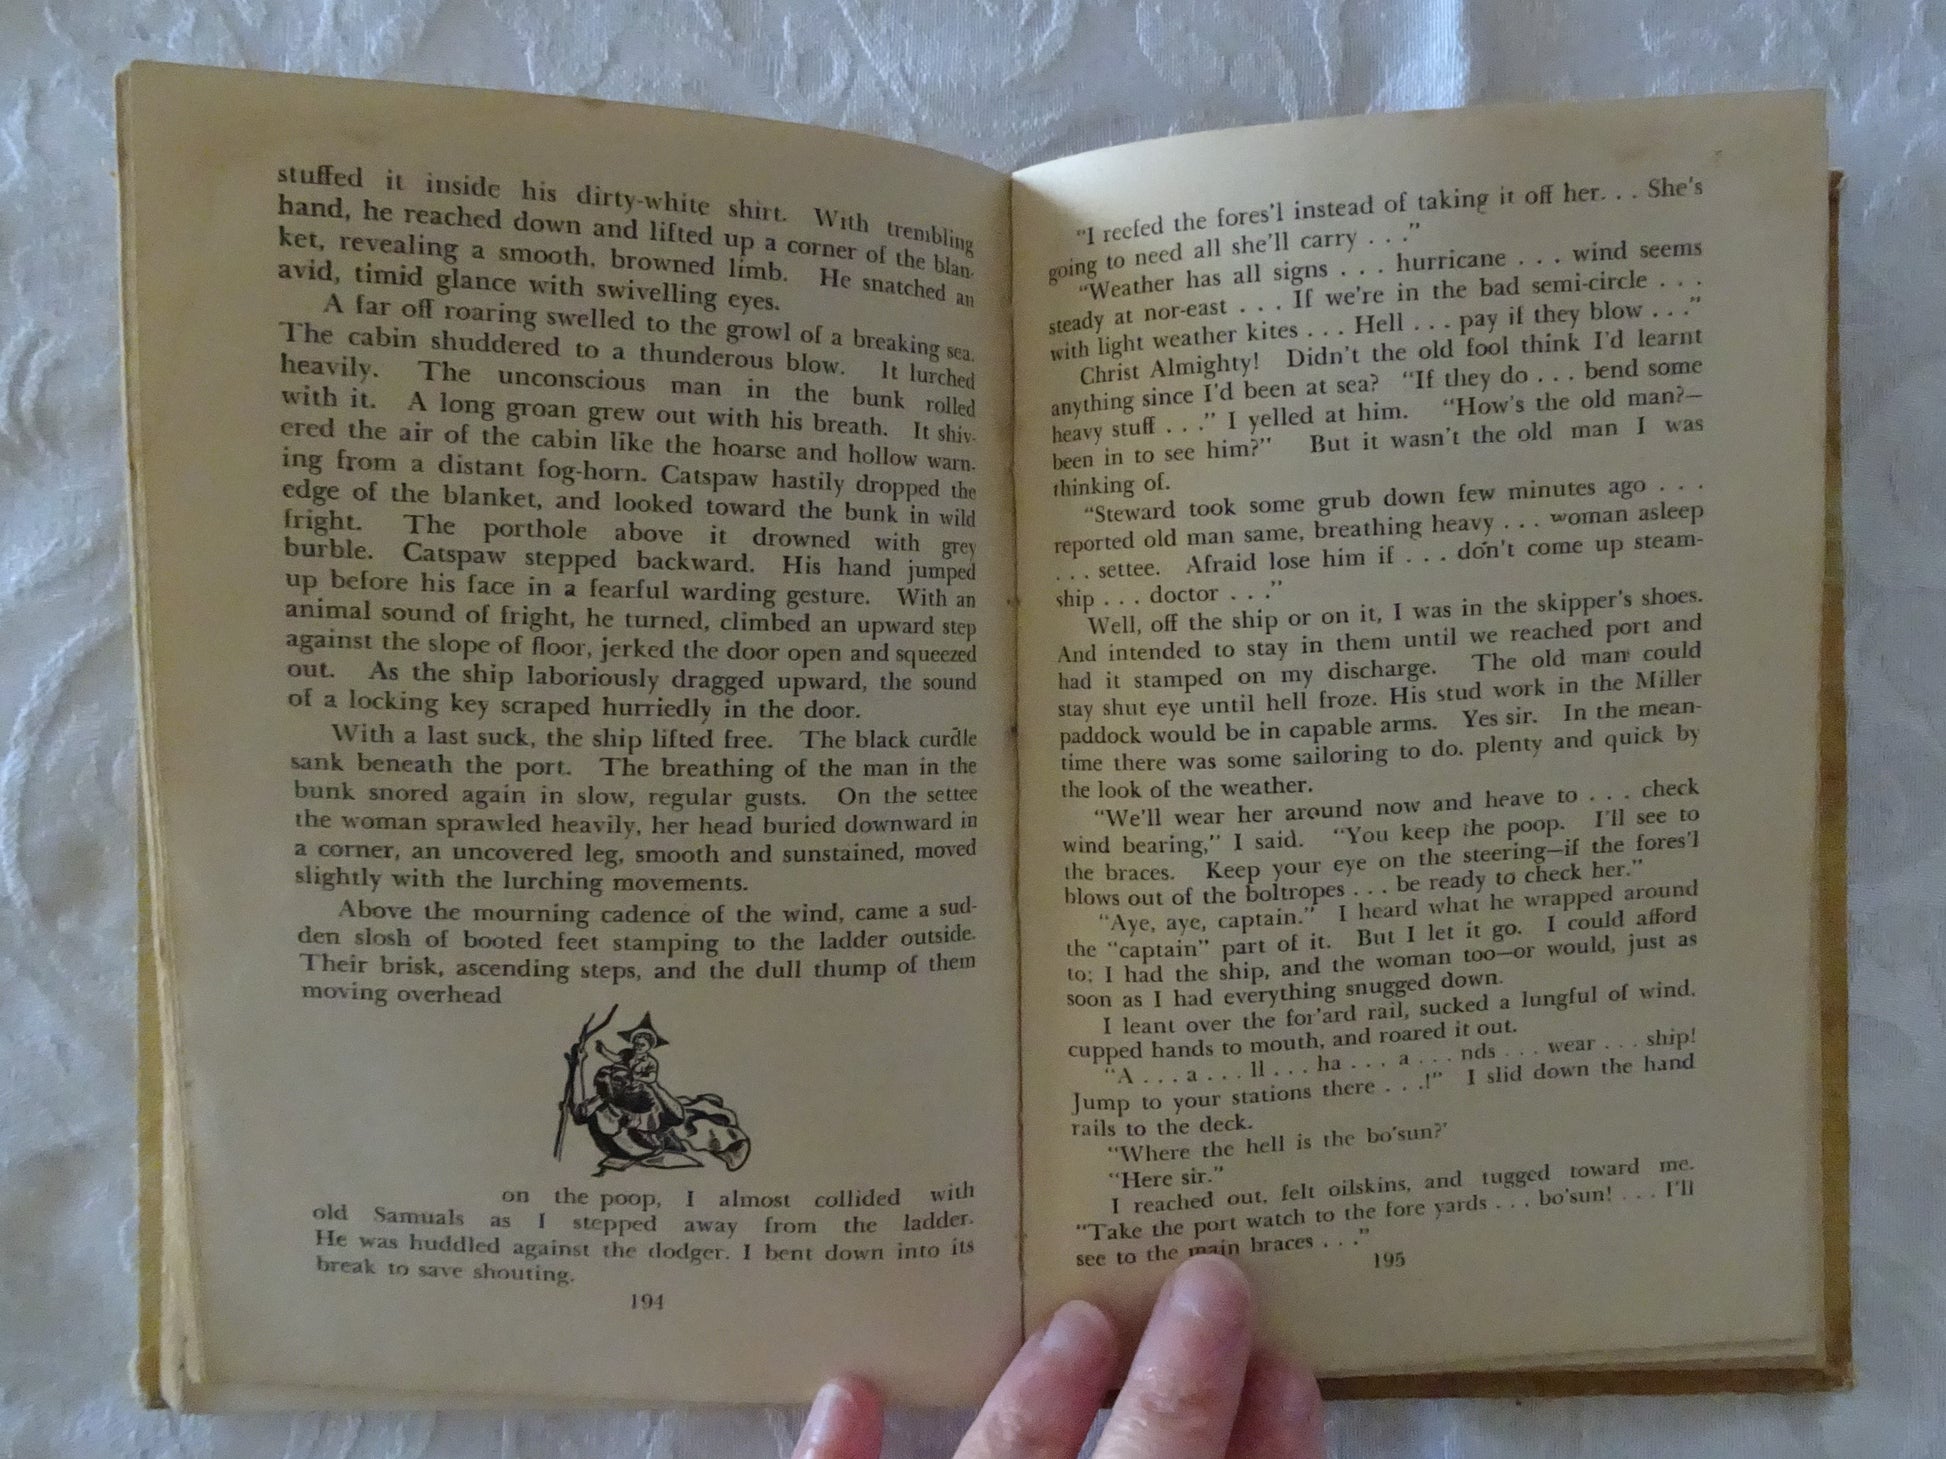 stuffed it inside his dirty-white shirt. With trembling
hand, he reached down and lifted up a corner of the blan-
ket, revealing a smooth, browned limb. He snatched an
avid, timid glance with swivelling eyes.
A far off roaring swelled to the growl of a breaking sea.
The cabin shuddered to a thunderous blow. It lurched
heavily. The unconscious man in the bunk rolled
with it. A long groan grew out with his breath. It shiv-
ered the air of the cabin like the hoarse and hollow warn-
ing from a distant fog-horn. Catspaw hastily dropped the
edge of the blanket, and looked toward the bunk in wild
fright. The porthole above it drowned with grey
burble. Catspaw stepped backward. His hand jumped
up before his face in a fearful warding gesture. With an
animal sound of fright, he turned, climbed an upward step
against the slope of floor, jerked the door open and squeezed
out. As the ship laboriously dragged upward, the sound
of a locking key scraped hurriedly in the door.
With a last suck, the ship lifted free. The black curdle
sank beneath the port. The breathing of the man in the
bunk snored again in slow, regular gusts. On the settee
the woman sprawled heavily, her head buried downward in
a corner, an uncovered leg, smooth and sunstained, moved
slightly with the lurching movements.
Above the mourning cadence of the wind, came a sud-
den slosh of booted feet stamping to the ladder outside.
Their brisk, ascending steps, and the dull thump of them
moving overhead
on the poop, I almost collided with
old Samuals as I stepped away from the ladder.
He was huddled against the dodger. I bent down into its
break to save shouting.
194
"I reefed the fores'l instead of taking it off her. . . She's
going to need all she'll carry . . ."
"Weather has all signs . . . hurricane . . . wind seems
steady at nor-east . . . If we're in the bad semi-circle . . .
with light weather kites . . . Hell . . . pay if they blow . . ."
Christ Almighty! Didn't the old fool think I'd learnt
anything since I'd been at sea? "If they do . . . bend some
heavy stuff . . ." I yelled at him. "How's the old man?—
been in to see him?" But it wasn't the old man I was
thinking of.
"Steward took some grub down few minutes ago . . .
reported old man same, breathing heavy . . . woman asleep
. . . settee. Afraid lose him if . . . don't come up steam-
ship . . . doctor . . ."
Well, off the ship or on it, I was in the skipper's shoes.
And intended to stay in them until we reached port and
had it stamped on my discharge. The old man could
stay shut eye until hell froze. His stud work in the Miller
paddock would be in capable arms. Yes sir. In the mean-
time there was some sailoring to do. plenty and quick by
the look of the weather.
"We'll wear her around now and heave to . . . check
wind bearing," I said. "You keep the poop. I'll see to
the braces. Keep your eye on the steering—if the fores'l
blows out of the boltropes . . . be ready to check her."
"Aye, aye, captain." I heard what he wrapped around
the "captain" part of it. But I let it go. I could afford
to; I had the ship, and the woman too—or would, just as
soon as I had everything snugged down.
I leant over the for'ard rail, sucked a lungful of wind,
cupped hands to mouth, and roared it out.
"A . . . a . . . ll . . . ha . . . a . . . nds . . . wear . . . ship!
Jump to your stations there . . .!" I slid down the hand
rails to the deck.
"Where the hell is the bo'sun?'
"Here sir."
I reached out, felt oilskins, and tugged toward me.
"Take the port watch to the fore yards . . . bo'sun! . . . I'll
see to the main braces . . ."
195